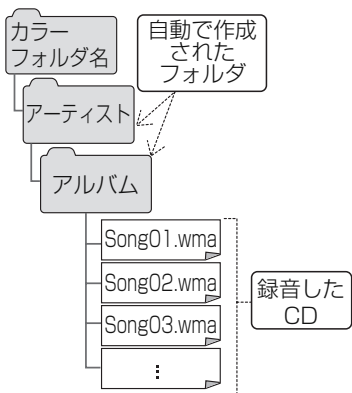 カラー
フォルダ名
自動で作成
された
フォルダ
アーティスト
アルバム
Song01.wma
Song02.wma
Song03.wma
⋮
録音した
CD